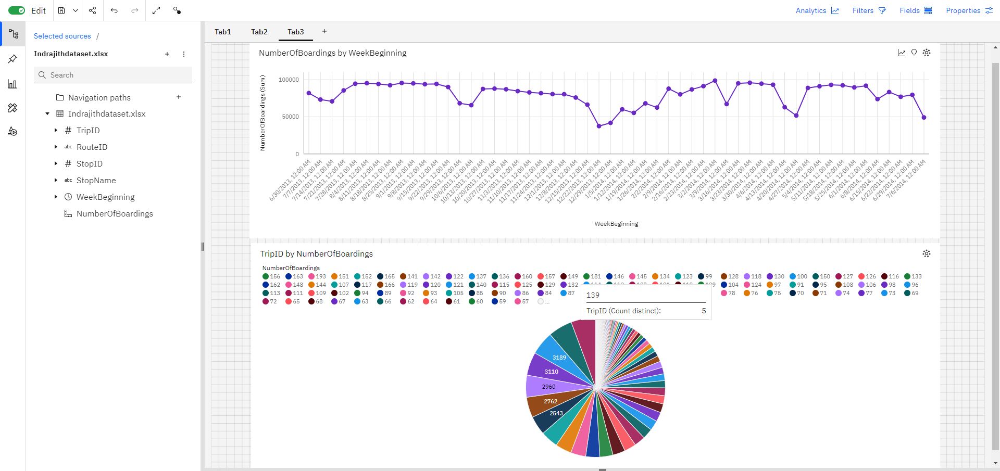 Edit
Analytics
Filters
Fields
Properties
Selected sources /
Indrajithdataset.xlsx
Search
Navigation paths
Indrajithdataset.xlsx
# TripID
abc RouteID
# StopID
abc StopName
WeekBeginning
NumberOfBoardings
Tab1 Tab2 Tab3 +
NumberOfBoardings by WeekBeginning
NumberOfBoardings (Sum)
100000
50000
0
6/30/2013, 12:00 AM
7/7/2013, 12:00 AM
7/14/2013, 12:00 AM
7/21/2013, 12:00 AM
7/28/2013, 12:00 AM
8/4/2013, 12:00 AM
8/11/2013, 12:00 AM
8/18/2013, 12:00 AM
8/25/2013, 12:00 AM
9/1/2013, 12:00 AM
9/8/2013, 12:00 AM
9/15/2013, 12:00 AM
9/22/2013, 12:00 AM
9/29/2013, 12:00 AM
10/6/2013, 12:00 AM
10/13/2013, 12:00 AM
10/20/2013, 12:00 AM
10/27/2013, 12:00 AM
11/3/2013, 12:00 AM
11/10/2013, 12:00 AM
11/17/2013, 12:00 AM
11/24/2013, 12:00 AM
12/1/2013, 12:00 AM
12/8/2013, 12:00 AM
12/15/2013, 12:00 AM
12/22/2013, 12:00 AM
12/29/2013, 12:00 AM
1/5/2014, 12:00 AM
1/12/2014, 12:00 AM
1/19/2014, 12:00 AM
1/26/2014, 12:00 AM
2/2/2014, 12:00 AM
2/9/2014, 12:00 AM
2/16/2014, 12:00 AM
2/23/2014, 12:00 AM
3/2/2014, 12:00 AM
3/9/2014, 12:00 AM
3/16/2014, 12:00 AM
3/23/2014, 12:00 AM
3/30/2014, 12:00 AM
4/6/2014, 12:00 AM
4/13/2014, 12:00 AM
4/20/2014, 12:00 AM
4/27/2014, 12:00 AM
5/4/2014, 12:00 AM
5/11/2014, 12:00 AM
5/18/2014, 12:00 AM
5/25/2014, 12:00 AM
6/1/2014, 12:00 AM
6/8/2014, 12:00 AM
6/15/2014, 12:00 AM
6/22/2014, 12:00 AM
6/29/2014, 12:00 AM
7/6/2014, 12:00 AM
WeekBeginning
TripID by NumberOfBoardings
NumberOfBoardings
156 163 193 151 152 165 141 142 122 137 136 160 157 149 181 146 145 134 123 99 128 118 130 100 150 127 126 116 133
162 148 144 107 117 166 119 120 121 140 115 125 129 132 104 124 97 91 95 108 106 98 96
113 111 109 102 94 89 92 93 105 85 90 86 84 87 78 76 75 70 71 74 77 73 69
72 65 68 67 63 66 62 64 61 60 59 57 ...
139
TripID (Count distinct): 5
3189
3110
2960
2762
2543